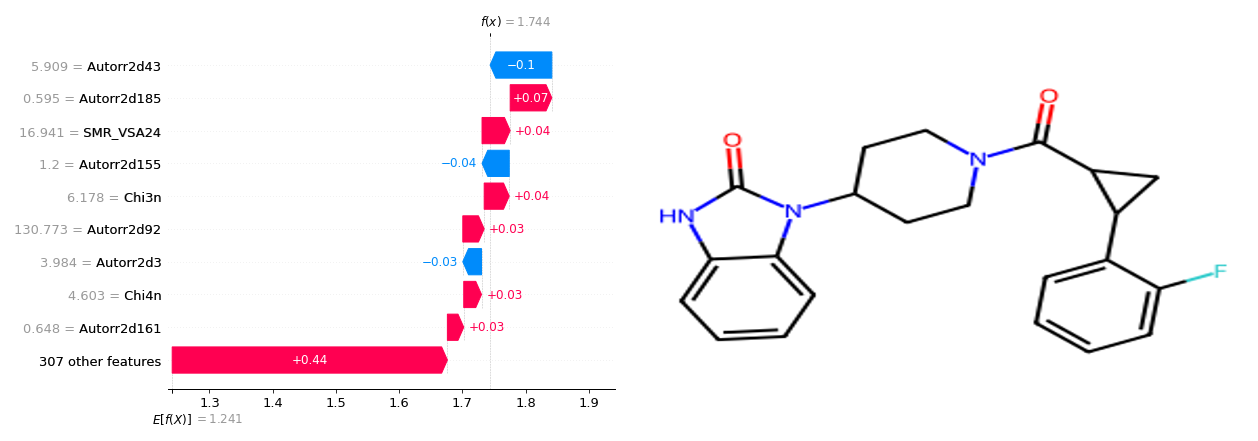 f(x) = 1.744
5.909 = Autorr2d43
−0.1
0.595 = Autorr2d185
+0.07
16.941 = SMR_VSA24
+0.04
1.2 = Autorr2d155
−0.04
6.178 = Chi3n
+0.04
130.773 = Autorr2d92
+0.03
3.984 = Autorr2d3
−0.03
4.603 = Chi4n
+0.03
0.648 = Autorr2d161
+0.03
307 other features
+0.44
1.3 1.4 1.5 1.6 1.7 1.8 1.9
E[f(X)] = 1.241
O
O
N
HN
N
F